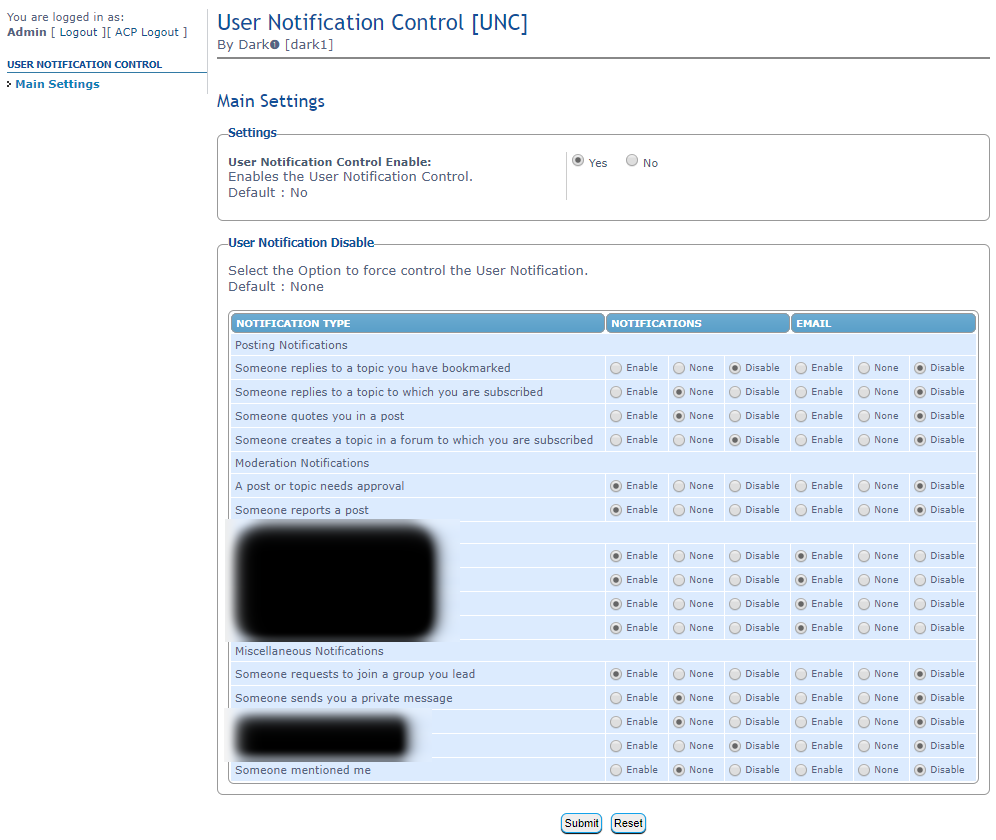 You are logged in as:
Admin [ Logout ][ ACP Logout ]
USER NOTIFICATION CONTROL
Main Settings
User Notification Control [UNC]
By Dark❶ [dark1]
Main Settings
Settings
User Notification Control Enable:
Enables the User Notification Control.
Default : No
Yes No
User Notification Disable
Select the Option to force control the User Notification.
Default : None
NOTIFICATION TYPE NOTIFICATIONS EMAIL
Posting Notifications
Someone replies to a topic you have bookmarked Enable None Disable Enable None Disable
Someone replies to a topic to which you are subscribed Enable None Disable Enable None Disable
Someone quotes you in a post Enable None Disable Enable None Disable
Someone creates a topic in a forum to which you are subscribed Enable None Disable Enable None Disable
Moderation Notifications
A post or topic needs approval Enable None Disable Enable None Disable
Someone reports a post Enable None Disable Enable None Disable
Enable None Disable Enable None Disable
Enable None Disable Enable None Disable
Enable None Disable Enable None Disable
Enable None Disable Enable None Disable
Miscellaneous Notifications
Someone requests to join a group you lead Enable None Disable Enable None Disable
Someone sends you a private message Enable None Disable Enable None Disable
Enable None Disable Enable None Disable
Enable None Disable Enable None Disable
Someone mentioned me Enable None Disable Enable None Disable
Submit Reset